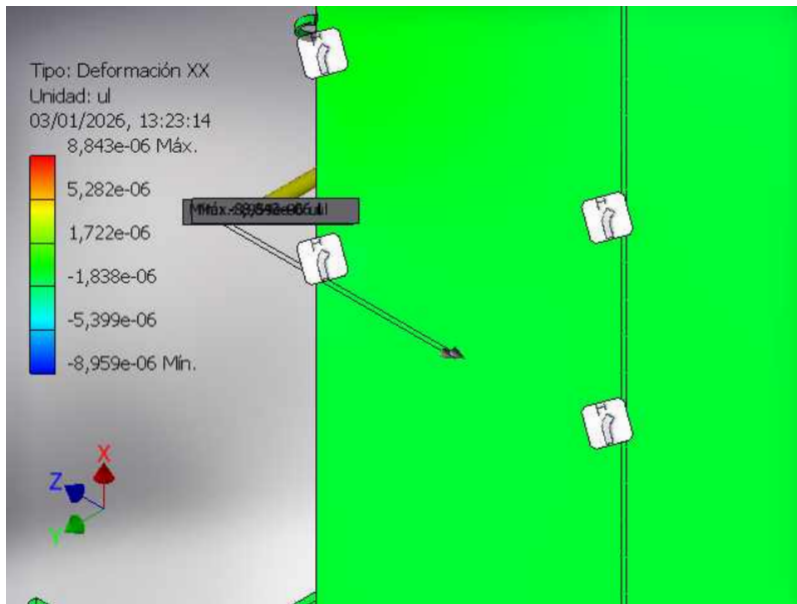 Tipo: Deformación XX
Unidad: ul
03/01/2026, 13:23:14
8,843e-06 Máx.
5,282e-06
1,722e-06
-1,838e-06
-5,399e-06
-8,959e-06 Mín.
X
Z
Y